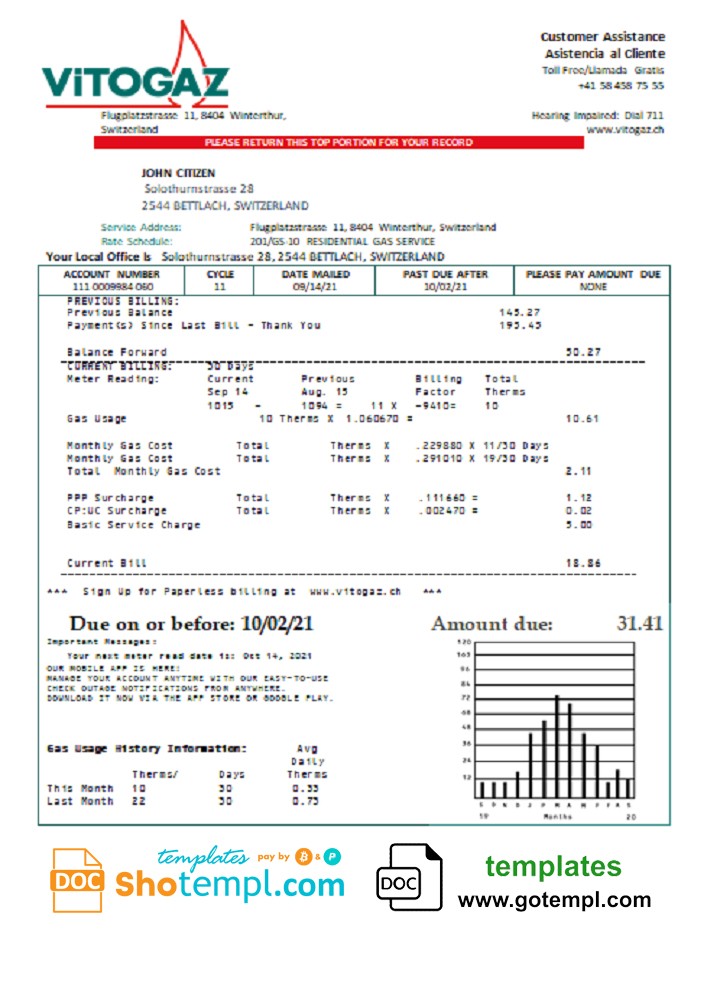 ViTOGAZ
Flugplatzstrasse 11, 8404 Winterthur,
Switzerland
Customer Assistance
Asistencia al Cliente
Toll Free/Llamada Gratis
+41 58 458 75 55
Hearing Impaired: Dial 711
www.vitogaz.ch
PLEASE RETURN THIS TOP PORTION FOR YOUR RECORD
JOHN CITIZEN
Solothurnstrasse 28
2544 BETTLACH, SWITZERLAND
Service Address: Flugplatzstrasse 11, 8404 Winterthur, Switzerland
Rate Schedule: 201/GS-10 RESIDENTIAL GAS SERVICE
Your Local Office Is Solothurnstrasse 28, 2544 BETTLACH, SWITZERLAND
ACCOUNT NUMBER CYCLE DATE MAILED PAST DUE AFTER PLEASE PAY AMOUNT DUE
111 0009984 060 11 09/14/21 10/02/21 NONE
PREVIOUS BILLING:
Previous Balance 145.27
Payment(s) Since Last Bill - Thank You 195.45
Balance Forward 50.27
CURRENT BILLING: 30 Days
Meter Reading: Current Previous Billing Total
Sep 14 Aug. 15 Factor Therms
1015 - 1094 = 11 X -9410= 10
Gas Usage 10 Therms X 1.060670 = 10.61
Monthly Gas Cost Total Therms X .229880 X 11/30 Days
Monthly Gas Cost Total Therms X .291010 X 19/30 Days
Total Monthly Gas Cost 2.11
PPP Surcharge Total Therms X .111660 = 1.12
CP:UC Surcharge Total Therms X .002470 = 0.02
Basic Service Charge 5.00
Current Bill 18.86
^^^ Sign Up for Paperless billing at www.vitogaz.ch ^^^
Due on or before: 10/02/21 Amount due: 31.41
Important Messages:
Your next meter read date is: Oct 14, 2021
OUR MOBILE APP IS HERE!
MANAGE YOUR ACCOUNT ANYTIME WITH OUR EASY-TO-USE
CHECK OUTAGE NOTIFICATIONS FROM ANYWHERE.
DOWNLOAD IT NOW VIA THE APP STORE OR GOOGLE PLAY.
Gas Usage History Information: Avg
Daily
Therms/ Days Therms
This Month 10 30 0.33
Last Month 22 30 0.73
120
96
84
72
60
48
36
24
12
S D N D J F M A M F F A S
Months 20
DOC
templates pay by B & P
Shotempl.com
DOC
templates
www.gotempl.com